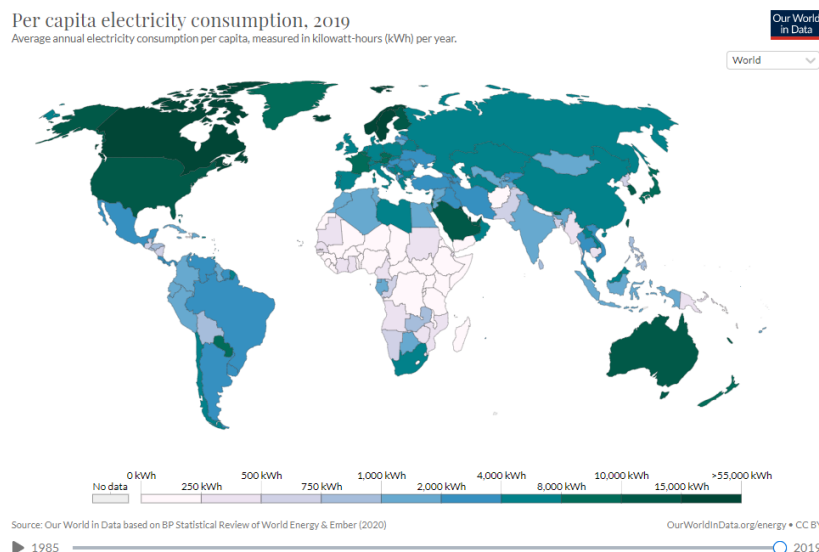 Per capita electricity consumption, 2019
Our World
in Data
Average annual electricity consumption per capita, measured in kilowatt-hours (kWh) per year.
World
0 kWh 500 kWh 1,000 kWh 4,000 kWh 10,000 kWh >55,000 kWh
No data 250 kWh 750 kWh 2,000 kWh 8,000 kWh 15,000 kWh
Source: Our World in Data based on BP Statistical Review of World Energy & Ember (2020) OurWorldInData.org/energy • CC BY
1985 2019